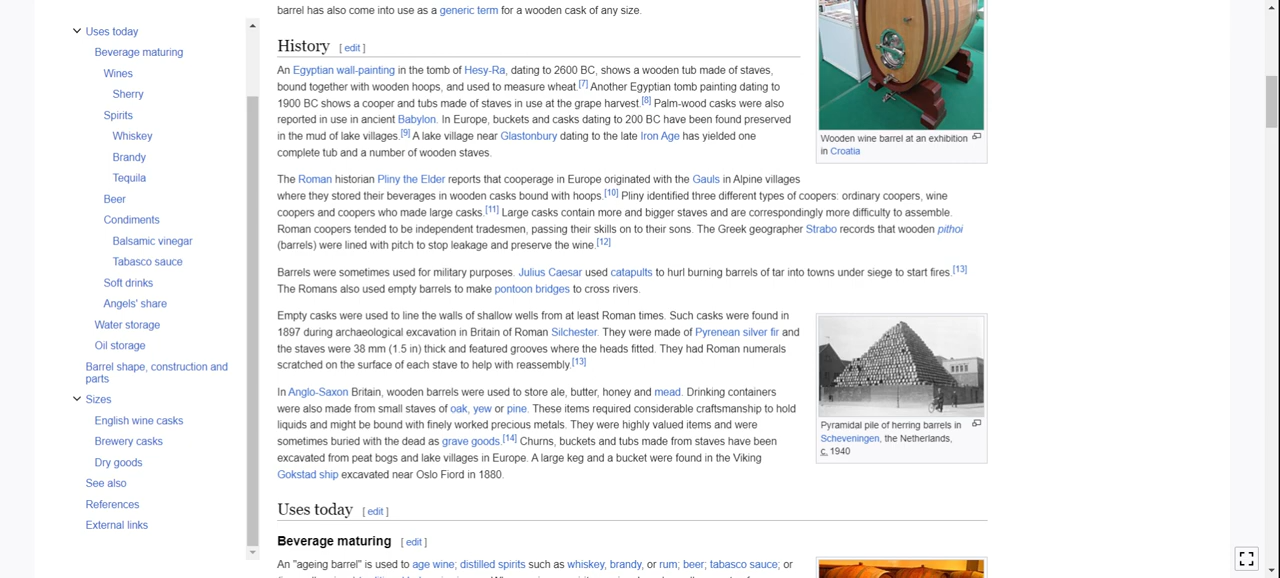 barrel has also come into use as a generic term for a wooden cask of any size.
Uses today
Beverage maturing
Wines
Sherry
Spirits
Whiskey
Brandy
Tequila
Beer
Condiments
Balsamic vinegar
Tabasco sauce
Soft drinks
Angels' share
Water storage
Oil storage
Barrel shape, construction and
parts
Sizes
English wine casks
Brewery casks
Dry goods
See also
References
External links
History [ edit ]
An Egyptian wall-painting in the tomb of Hesy-Ra, dating to 2600 BC, shows a wooden tub made of staves,
bound together with wooden hoops, and used to measure wheat.[7] Another Egyptian tomb painting dating to
1900 BC shows a cooper and tubs made of staves in use at the grape harvest.[8] Palm-wood casks were also
reported in use in ancient Babylon. In Europe, buckets and casks dating to 200 BC have been found preserved
in the mud of lake villages.[9] A lake village near Glastonbury dating to the late Iron Age has yielded one
complete tub and a number of wooden staves.
Wooden wine barrel at an exhibition
in Croatia
The Roman historian Pliny the Elder reports that cooperage in Europe originated with the Gauls in Alpine villages
where they stored their beverages in wooden casks bound with hoops.[10] Pliny identified three different types of coopers: ordinary coopers, wine
coopers and coopers who made large casks.[11] Large casks contain more and bigger staves and are correspondingly more difficulty to assemble.
Roman coopers tended to be independent tradesmen, passing their skills on to their sons. The Greek geographer Strabo records that wooden pithoi
(barrels) were lined with pitch to stop leakage and preserve the wine.[12]
Barrels were sometimes used for military purposes. Julius Caesar used catapults to hurl burning barrels of tar into towns under siege to start fires.[13]
The Romans also used empty barrels to make pontoon bridges to cross rivers.
Empty casks were used to line the walls of shallow wells from at least Roman times. Such casks were found in
1897 during archaeological excavation in Britain of Roman Silchester. They were made of Pyrenean silver fir and
the staves were 38 mm (1.5 in) thick and featured grooves where the heads fitted. They had Roman numerals
scratched on the surface of each stave to help with reassembly.[13]
Pyramidal pile of herring barrels in
Scheveningen, the Netherlands,
c. 1940
In Anglo-Saxon Britain, wooden barrels were used to store ale, butter, honey and mead. Drinking containers
were also made from small staves of oak, yew or pine. These items required considerable craftsmanship to hold
liquids and might be bound with finely worked precious metals. They were highly valued items and were
sometimes buried with the dead as grave goods.[14] Churns, buckets and tubs made from staves have been
excavated from peat bogs and lake villages in Europe. A large keg and a bucket were found in the Viking
Gokstad ship excavated near Oslo Fiord in 1880.
Uses today [ edit ]
Beverage maturing [ edit ]
An "ageing barrel" is used to age wine; distilled spirits such as whiskey, brandy, or rum; beer; tabasco sauce; or